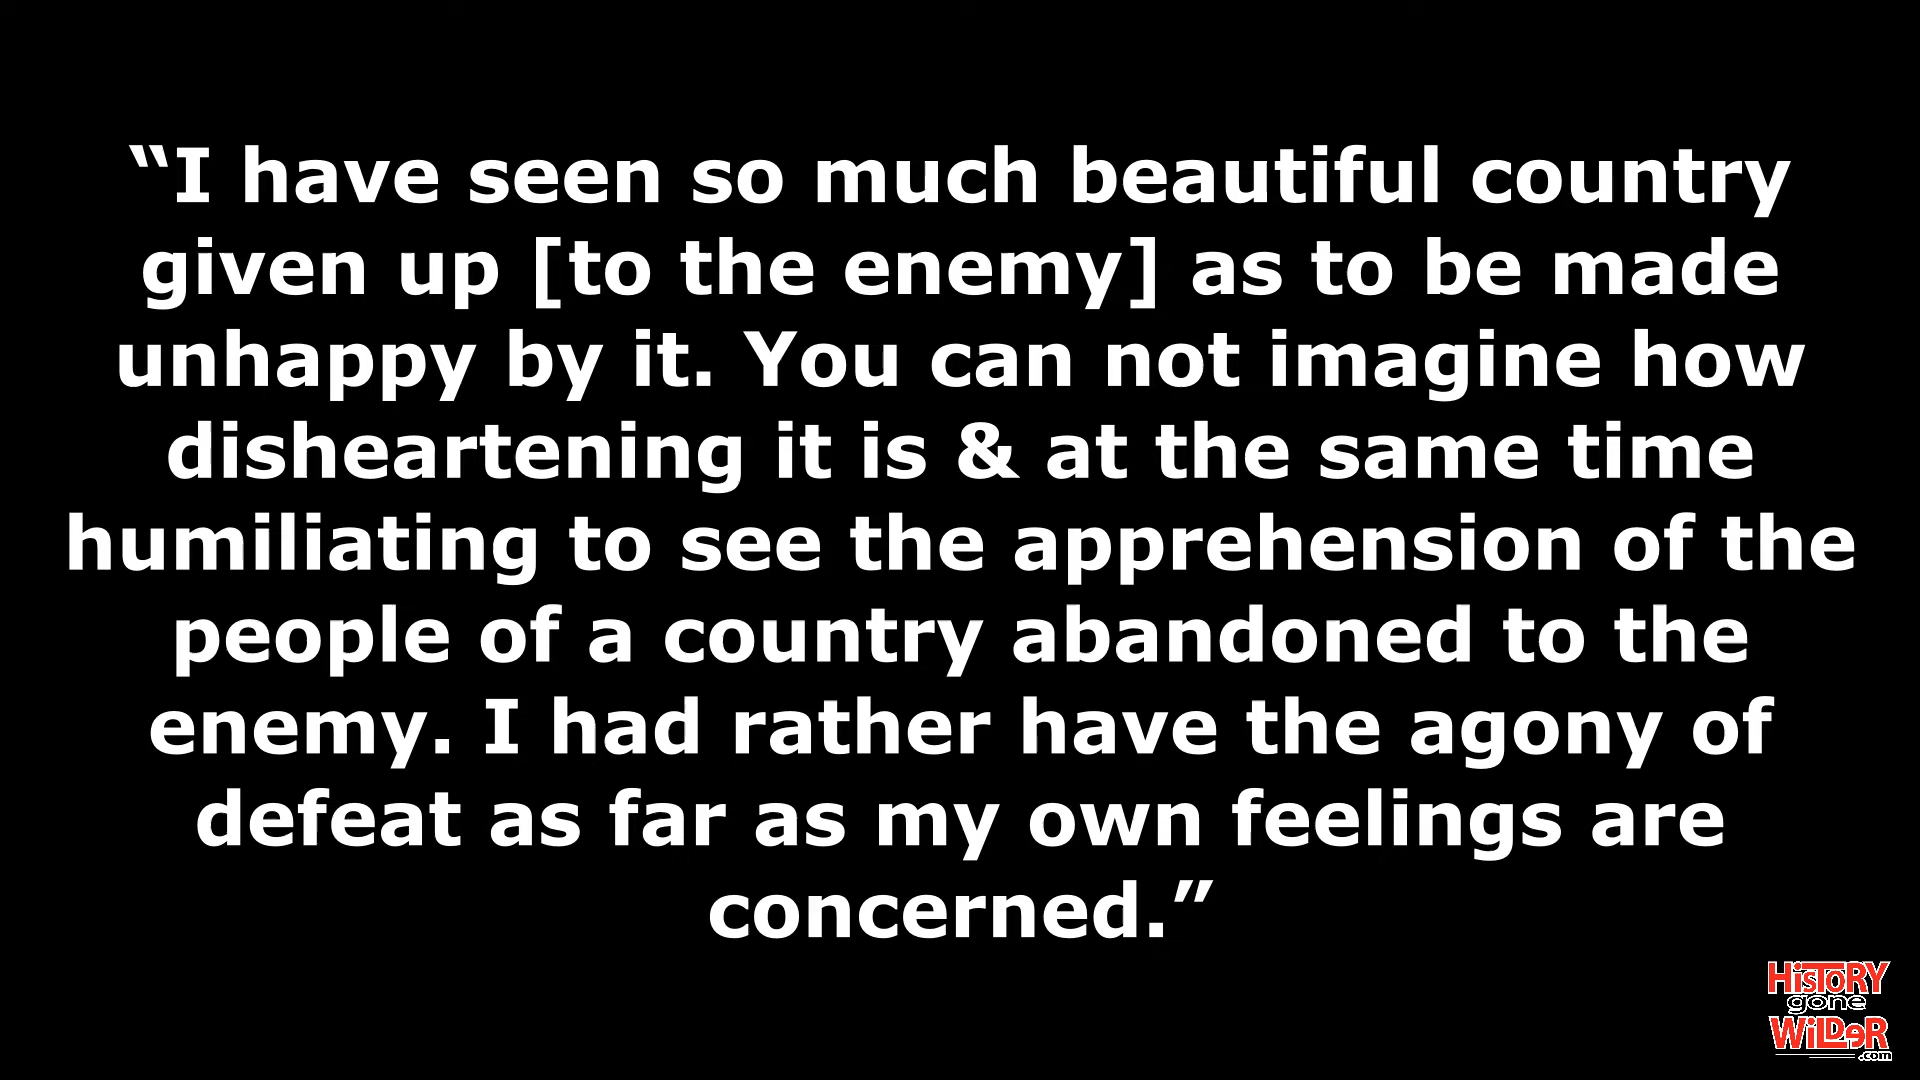 “I have seen so much beautiful country
given up [to the enemy] as to be made
unhappy by it. You can not imagine how
disheartening it is & at the same time
humiliating to see the apprehension of the
people of a country abandoned to the
enemy. I had rather have the agony of
defeat as far as my own feelings are
concerned.”
HiSTORY
gone
WiLDeR
.com